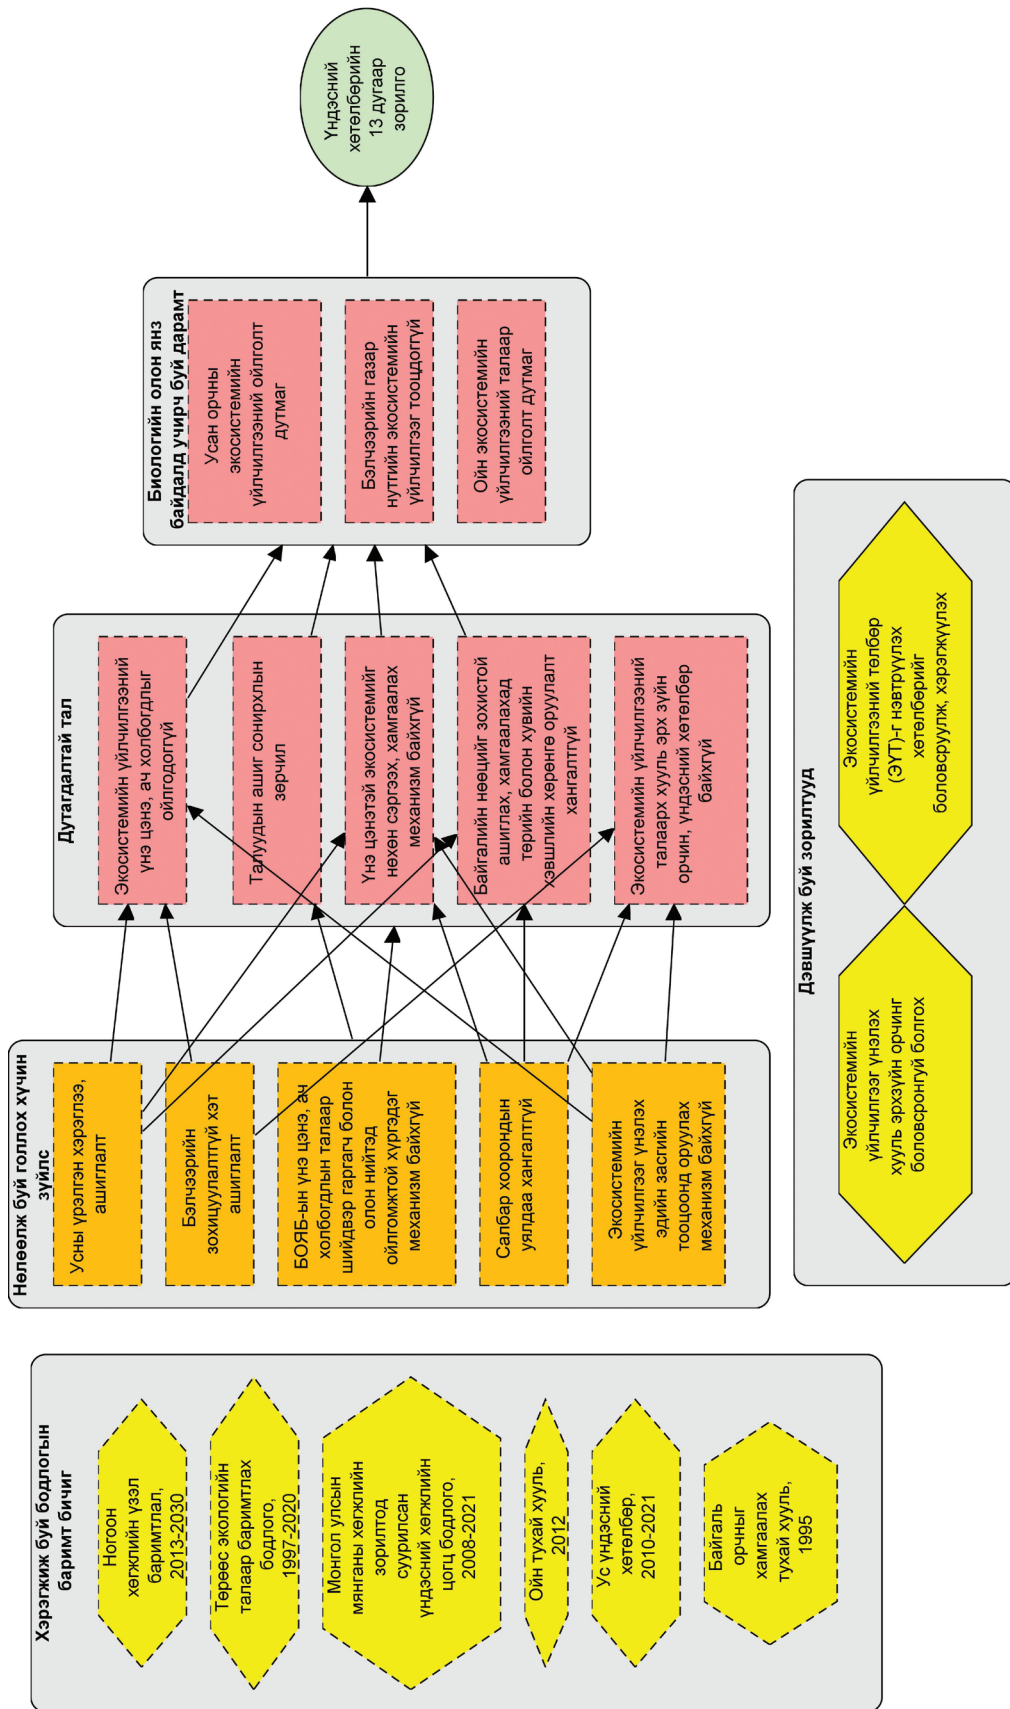 Хэрэгжиж буй бодлогын
баримт бичиг
Ногоон
хөгжлийн үзэл
баримтлал,
2013-2030
Төрөөс экологийн
талаар баримтлах
бодлого,
1997-2020
Монгол улсын
мянганы хөгжлийн
зорилтод
суурилсан
үндэсний хөгжлийн
цогц бодлого,
2008-2021
Ойн тухай хууль,
2012
Ус үндэсний
хөтөлбөр,
2010-2021
Байгаль
орчныг
хамгаалах
тухай хууль,
1995
Нөлөөлж буй голлох хүчин
зүйлс
Усны үрэлгэн хэрэглээ,
ашиглалт
Бэлчээрийн
зохицуулалтгүй хэт
ашиглалт
БОЯБ-ын үнэ цэнэ, ач
холбогдлын талаар
шийдвэр гаргагч болон
олон нийтэд
ойлгомжтой хүргэдэг
механизм байхгүй
Салбар хоорондын
уялдаа хангалтгүй
Экосистемийн
үйлчилгээг үнэлэх
эдийн засгийн
тооцоонд оруулах
механизм байхгүй
Дутагдалтай тал
Экосистемийн үйлчилгээний
үнэ цэнэ, ач холбогдлыг
ойлгодоггүй
Талуудын ашиг сонирхлын
зөрчил
Үнэ цэнэтэй экосистемийг
нөхөн сэргээх, хамгаалах
механизм байхгүй
Байгалийн нөөцийг зохистой
ашиглах, хамгаалахад
төрийн болон хувийн
хэвшлийн хөрөнгө оруулалт
хангалтгүй
Экосистемийн үйлчилгээний
талаарх хууль эрх зүйн
орчин, үндэсний хөтөлбөр
байхгүй
Биологийн олон янз
байдалд учирч буй дарамт
Усан орчны
экосистемийн
үйлчилгээний ойлголт
дутмаг
Бэлчээрийн газар
нутгийн экосистемийн
үйлчилгээг тооцдоггүй
Ойн экосистемийн
үйлчилгээний талаар
ойлголт дутмаг
Үндэсний
хөтөлбөрийн
13 дугаар
зорилго
Дэвшүүлж буй зорилтууд
Экосистемийн
үйлчилгээг үнэлэх
хууль эрхзүйн орчинг
боловсронгуй болгох
Экосистемийн
үйлчилгээний төлбөр
(ЭҮТ)-г нэвтрүүлэх
хөтөлбөрийг
боловсруулж, хэрэгжүүлэх